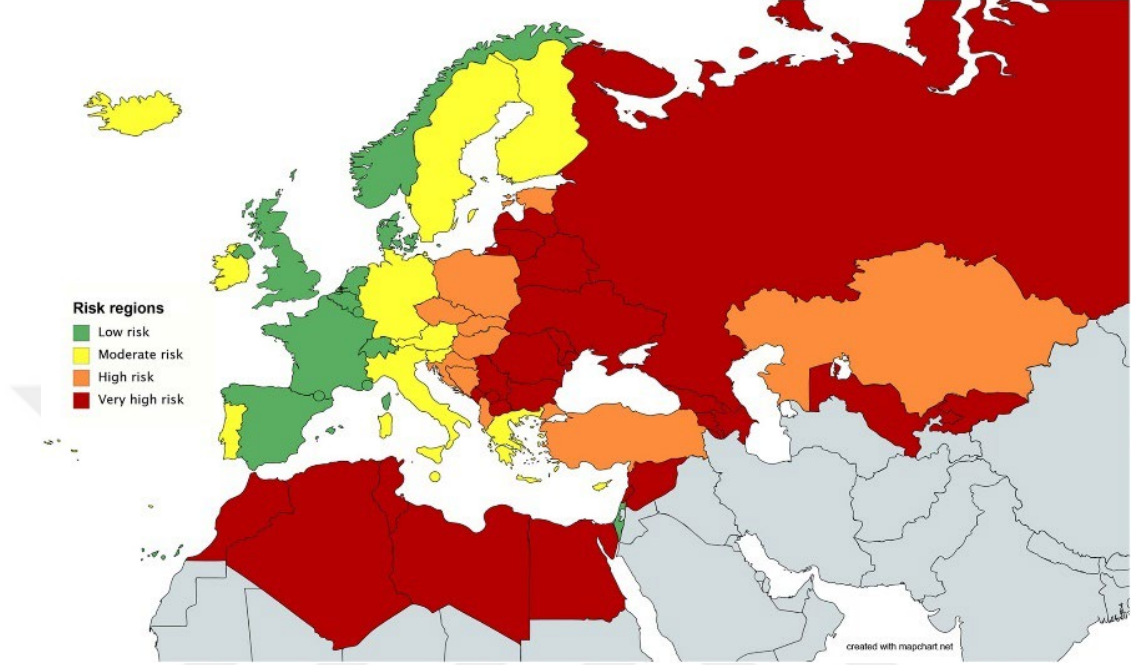 Risk regions
Low risk
Moderate risk
High risk
Very high risk
created with mapchart.net